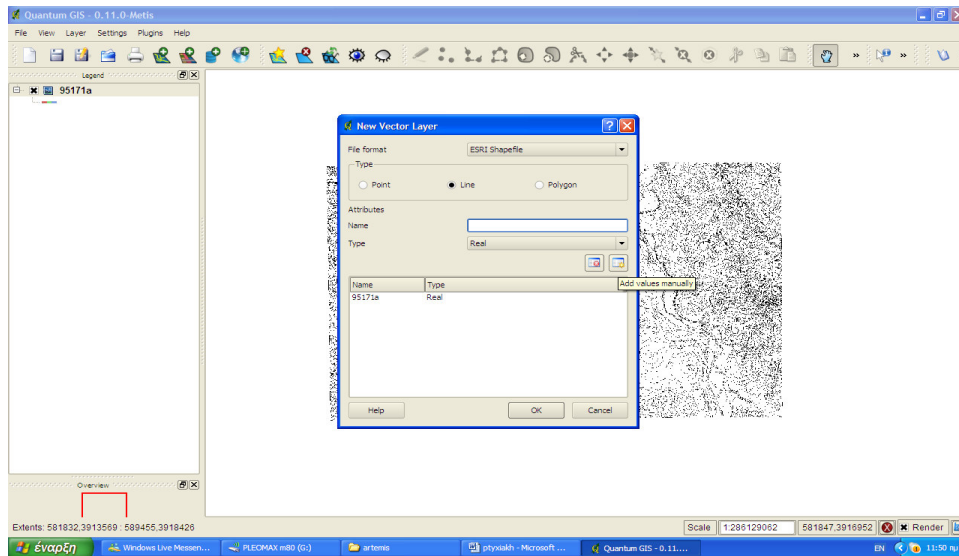 Quantum GIS - 0.11.0-Metis
File View Layer Settings Plugins Help
Legend
95171a
New Vector Layer
File format ESRI Shapefile
Type
Point Line Polygon
Attributes
Name
Type Real
Add values manually
Name Type
95171a Real
Help OK Cancel
Overview
Extents: 581832,3913569 : 589455,3918426
Scale 1:286129062 581847,3916952 Render
έναρξη Windows Live Messen... PLEOMAX m80 (G:) artemis ptyxiakh - Microsoft ... Quantum GIS - 0.11.... EN 11:50 πμ